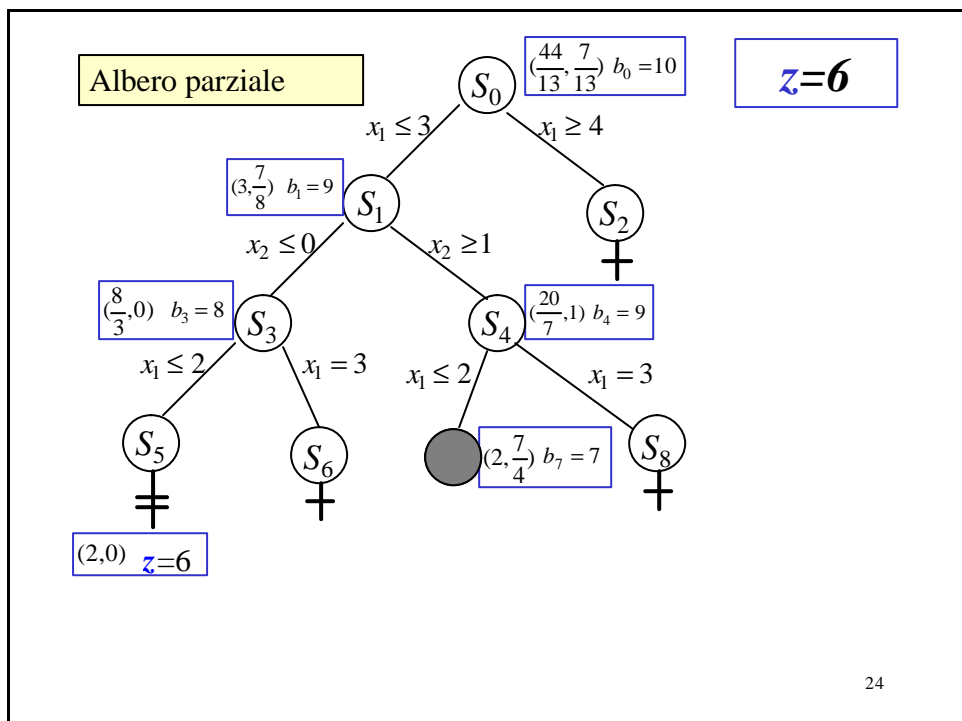 Albero parziale
S₀
(44/13, 7/13) b₀ = 10
z=6
x₁ ≤ 3
x₁ ≥ 4
(3, 7/8) b₁ = 9
S₁
S₂
x₂ ≤ 0
x₂ ≥ 1
(8/3, 0) b₃ = 8
S₃
S₄
(20/7, 1) b₄ = 9
x₁ ≤ 2
x₁ = 3
x₁ ≤ 2
x₁ = 3
S₅
S₆
(2, 7/4) b₇ = 7
S₈
(2,0) z=6
24